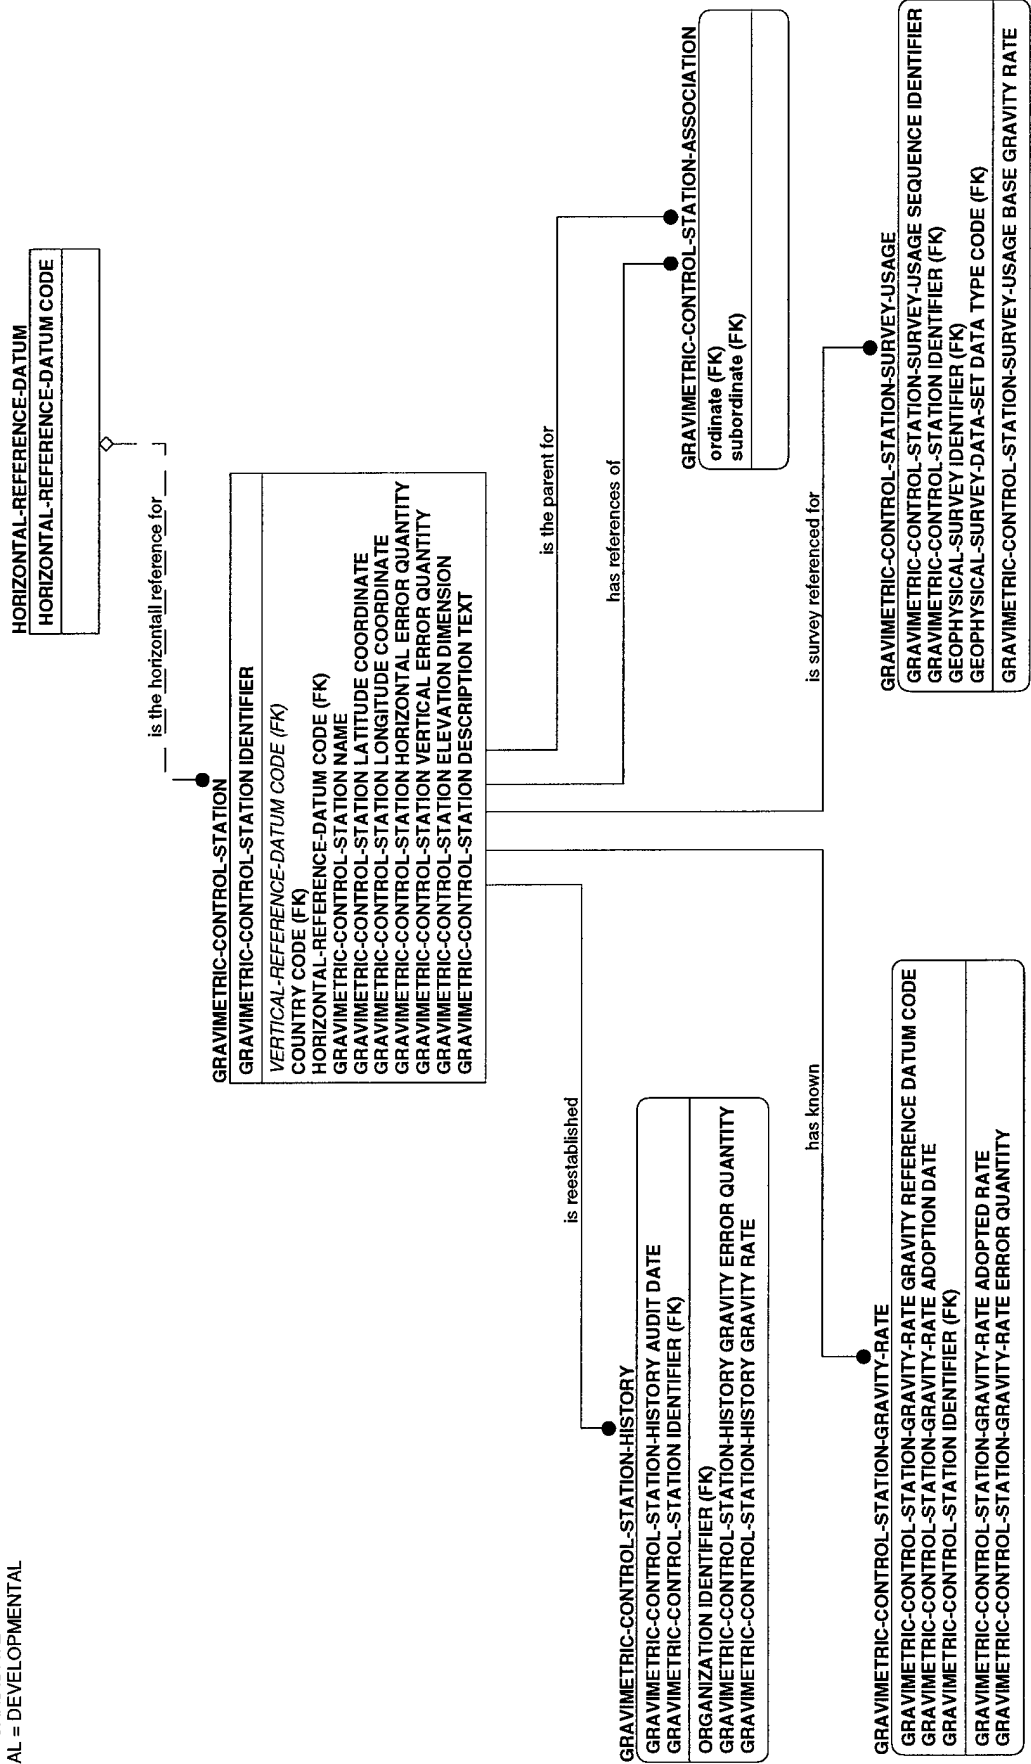 AL = DEVELOPMENTAL
HORIZONTAL-REFERENCE-DATUM
HORIZONTAL-REFERENCE-DATUM CODE
is the horizontall reference for
GRAVIMETRIC-CONTROL-STATION
GRAVIMETRIC-CONTROL-STATION IDENTIFIER
VERTICAL-REFERENCE-DATUM CODE (FK)
COUNTRY CODE (FK)
HORIZONTAL-REFERENCE-DATUM CODE (FK)
GRAVIMETRIC-CONTROL-STATION NAME
GRAVIMETRIC-CONTROL-STATION LATITUDE COORDINATE
GRAVIMETRIC-CONTROL-STATION LONGITUDE COORDINATE
GRAVIMETRIC-CONTROL-STATION HORIZONTAL ERROR QUANTITY
GRAVIMETRIC-CONTROL-STATION VERTICAL ERROR QUANTITY
GRAVIMETRIC-CONTROL-STATION ELEVATION DIMENSION
GRAVIMETRIC-CONTROL-STATION DESCRIPTION TEXT
is reestablished
is the parent for
has references of
GRAVIMETRIC-CONTROL-STATION-HISTORY
GRAVIMETRIC-CONTROL-STATION-HISTORY AUDIT DATE
GRAVIMETRIC-CONTROL-STATION IDENTIFIER (FK)
ORGANIZATION IDENTIFIER (FK)
GRAVIMETRIC-CONTROL-STATION-HISTORY GRAVITY ERROR QUANTITY
GRAVIMETRIC-CONTROL-STATION-HISTORY GRAVITY RATE
GRAVIMETRIC-CONTROL-STATION-ASSOCIATION
ordinate (FK)
subordinate (FK)
has known
is survey referenced for
GRAVIMETRIC-CONTROL-STATION-GRAVITY-RATE
GRAVIMETRIC-CONTROL-STATION-GRAVITY-RATE GRAVITY REFERENCE DATUM CODE
GRAVIMETRIC-CONTROL-STATION-GRAVITY-RATE ADOPTION DATE
GRAVIMETRIC-CONTROL-STATION IDENTIFIER (FK)
GRAVIMETRIC-CONTROL-STATION-GRAVITY-RATE ADOPTED RATE
GRAVIMETRIC-CONTROL-STATION-GRAVITY-RATE ERROR QUANTITY
GRAVIMETRIC-CONTROL-STATION-SURVEY-USAGE
GRAVIMETRIC-CONTROL-STATION-SURVEY-USAGE SEQUENCE IDENTIFIER
GRAVIMETRIC-CONTROL-STATION IDENTIFIER (FK)
GEOPHYSICAL-SURVEY IDENTIFIER (FK)
GEOPHYSICAL-SURVEY-DATA-SET DATA TYPE CODE (FK)
GRAVIMETRIC-CONTROL-STATION-SURVEY-USAGE BASE GRAVITY RATE